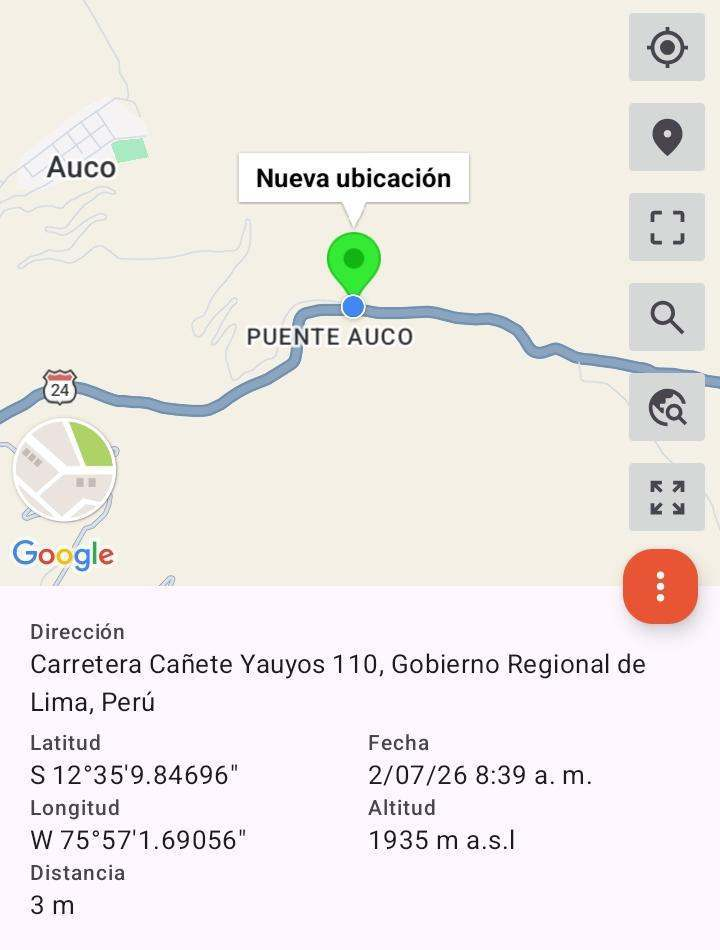 Auco
Nueva ubicación
PUENTE AUCO
24
Google
Dirección
Carretera Cañete Yauyos 110, Gobierno Regional de
Lima, Perú
Latitud
S 12°35'9.84696"
Fecha
2/07/26 8:39 a. m.
Longitud
W 75°57'1.69056"
Altitud
1935 m a.s.l
Distancia
3 m